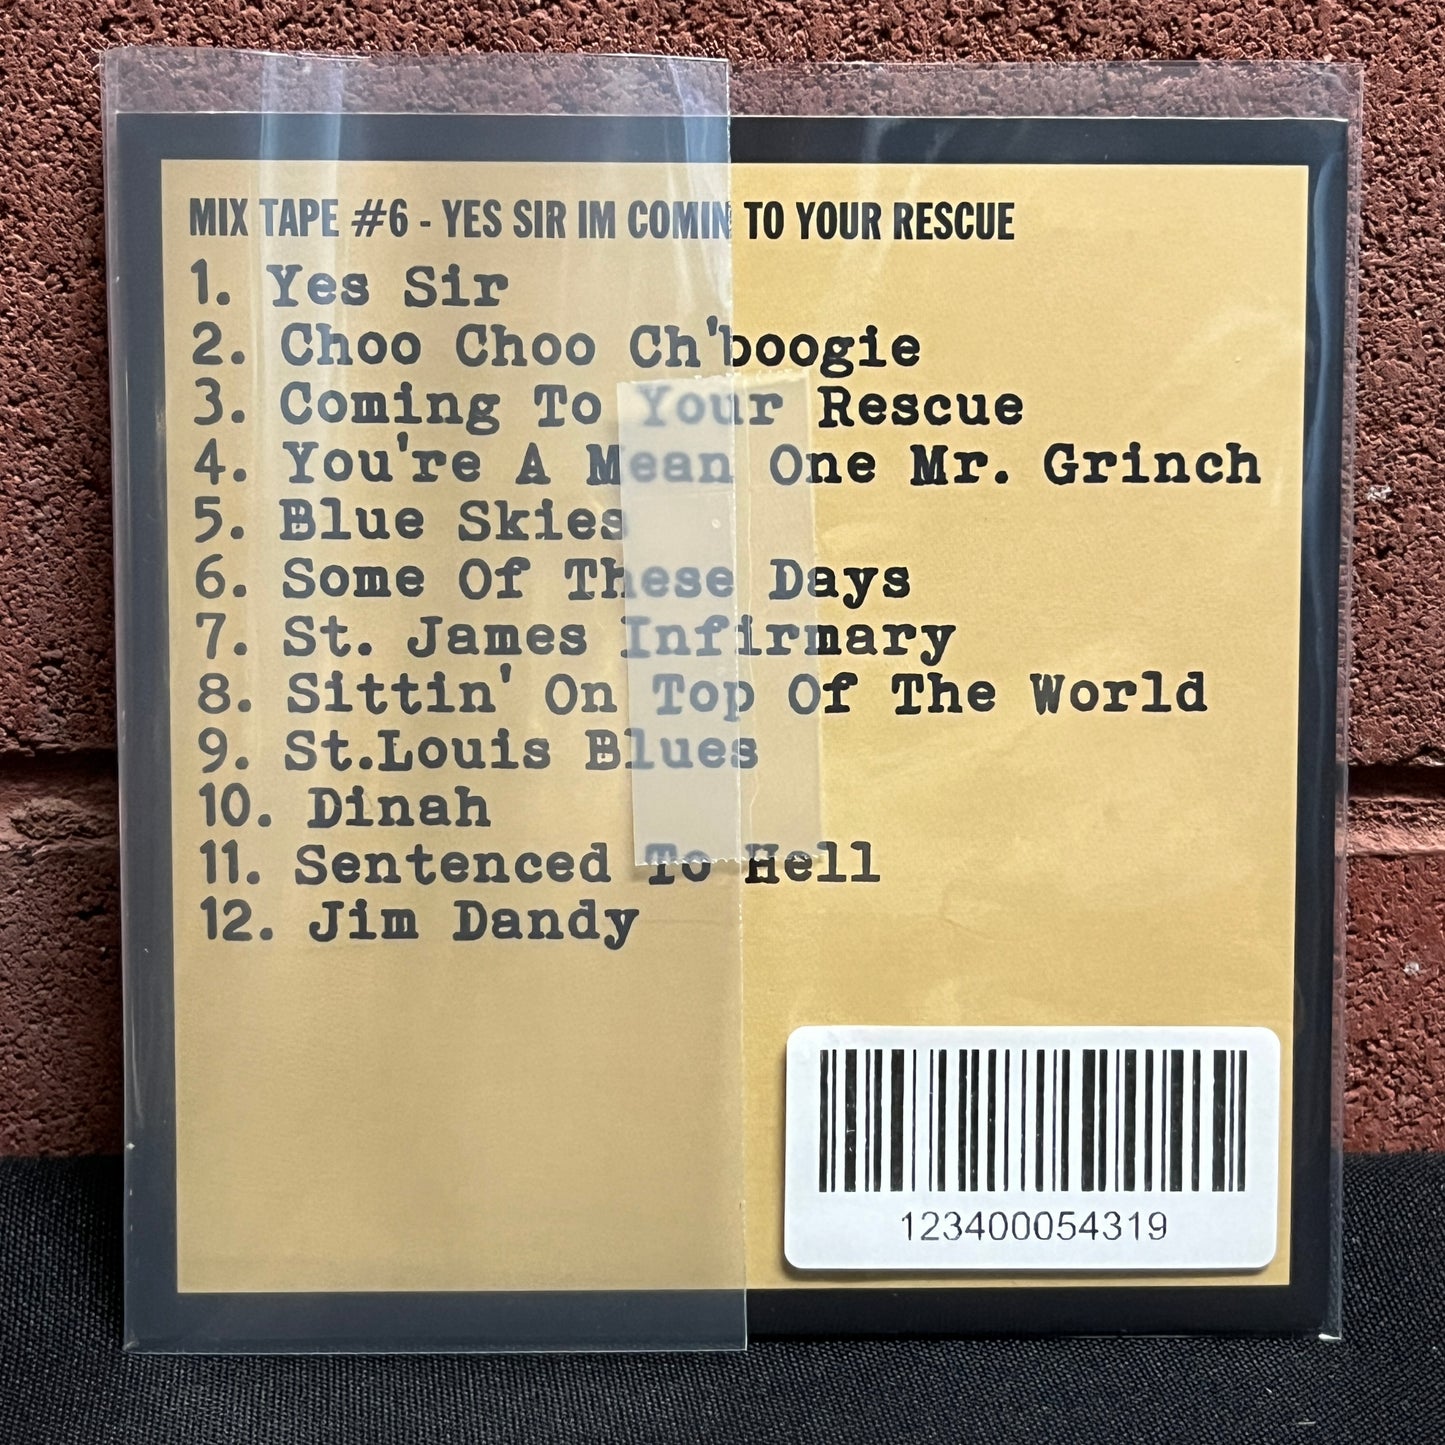 MIX TAPE #6 - YES SIR IM COMIN TO YOUR RESCUE
1. Yes Sir
2. Choo Choo Ch'boogie
3. Coming To Your Rescue
4. You're A Mean One Mr. Grinch
5. Blue Skies
6. Some Of These Days
7. St. James Infirmary
8. Sittin' On Top Of The World
9. St.Louis Blues
10. Dinah
11. Sentenced To Hell
12. Jim Dandy
123400054319